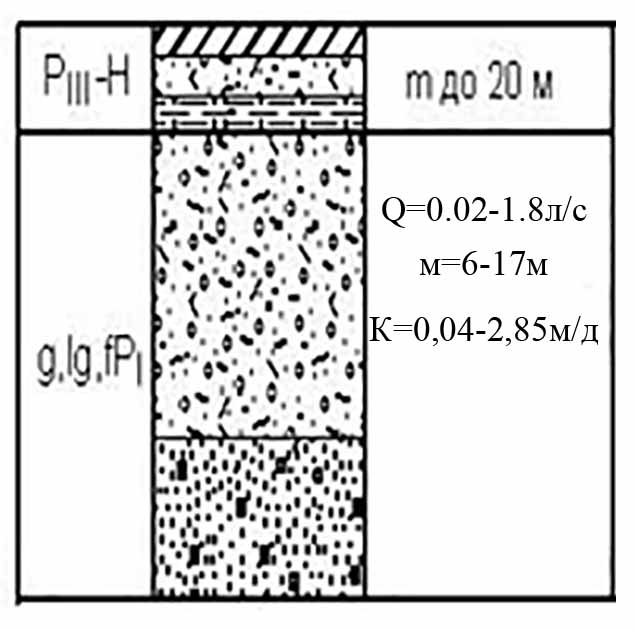 PIII-H
m до 20 м
Q=0.02-1.8л/с
м=6-17м
К=0,04-2,85м/д
g,lg,fPI